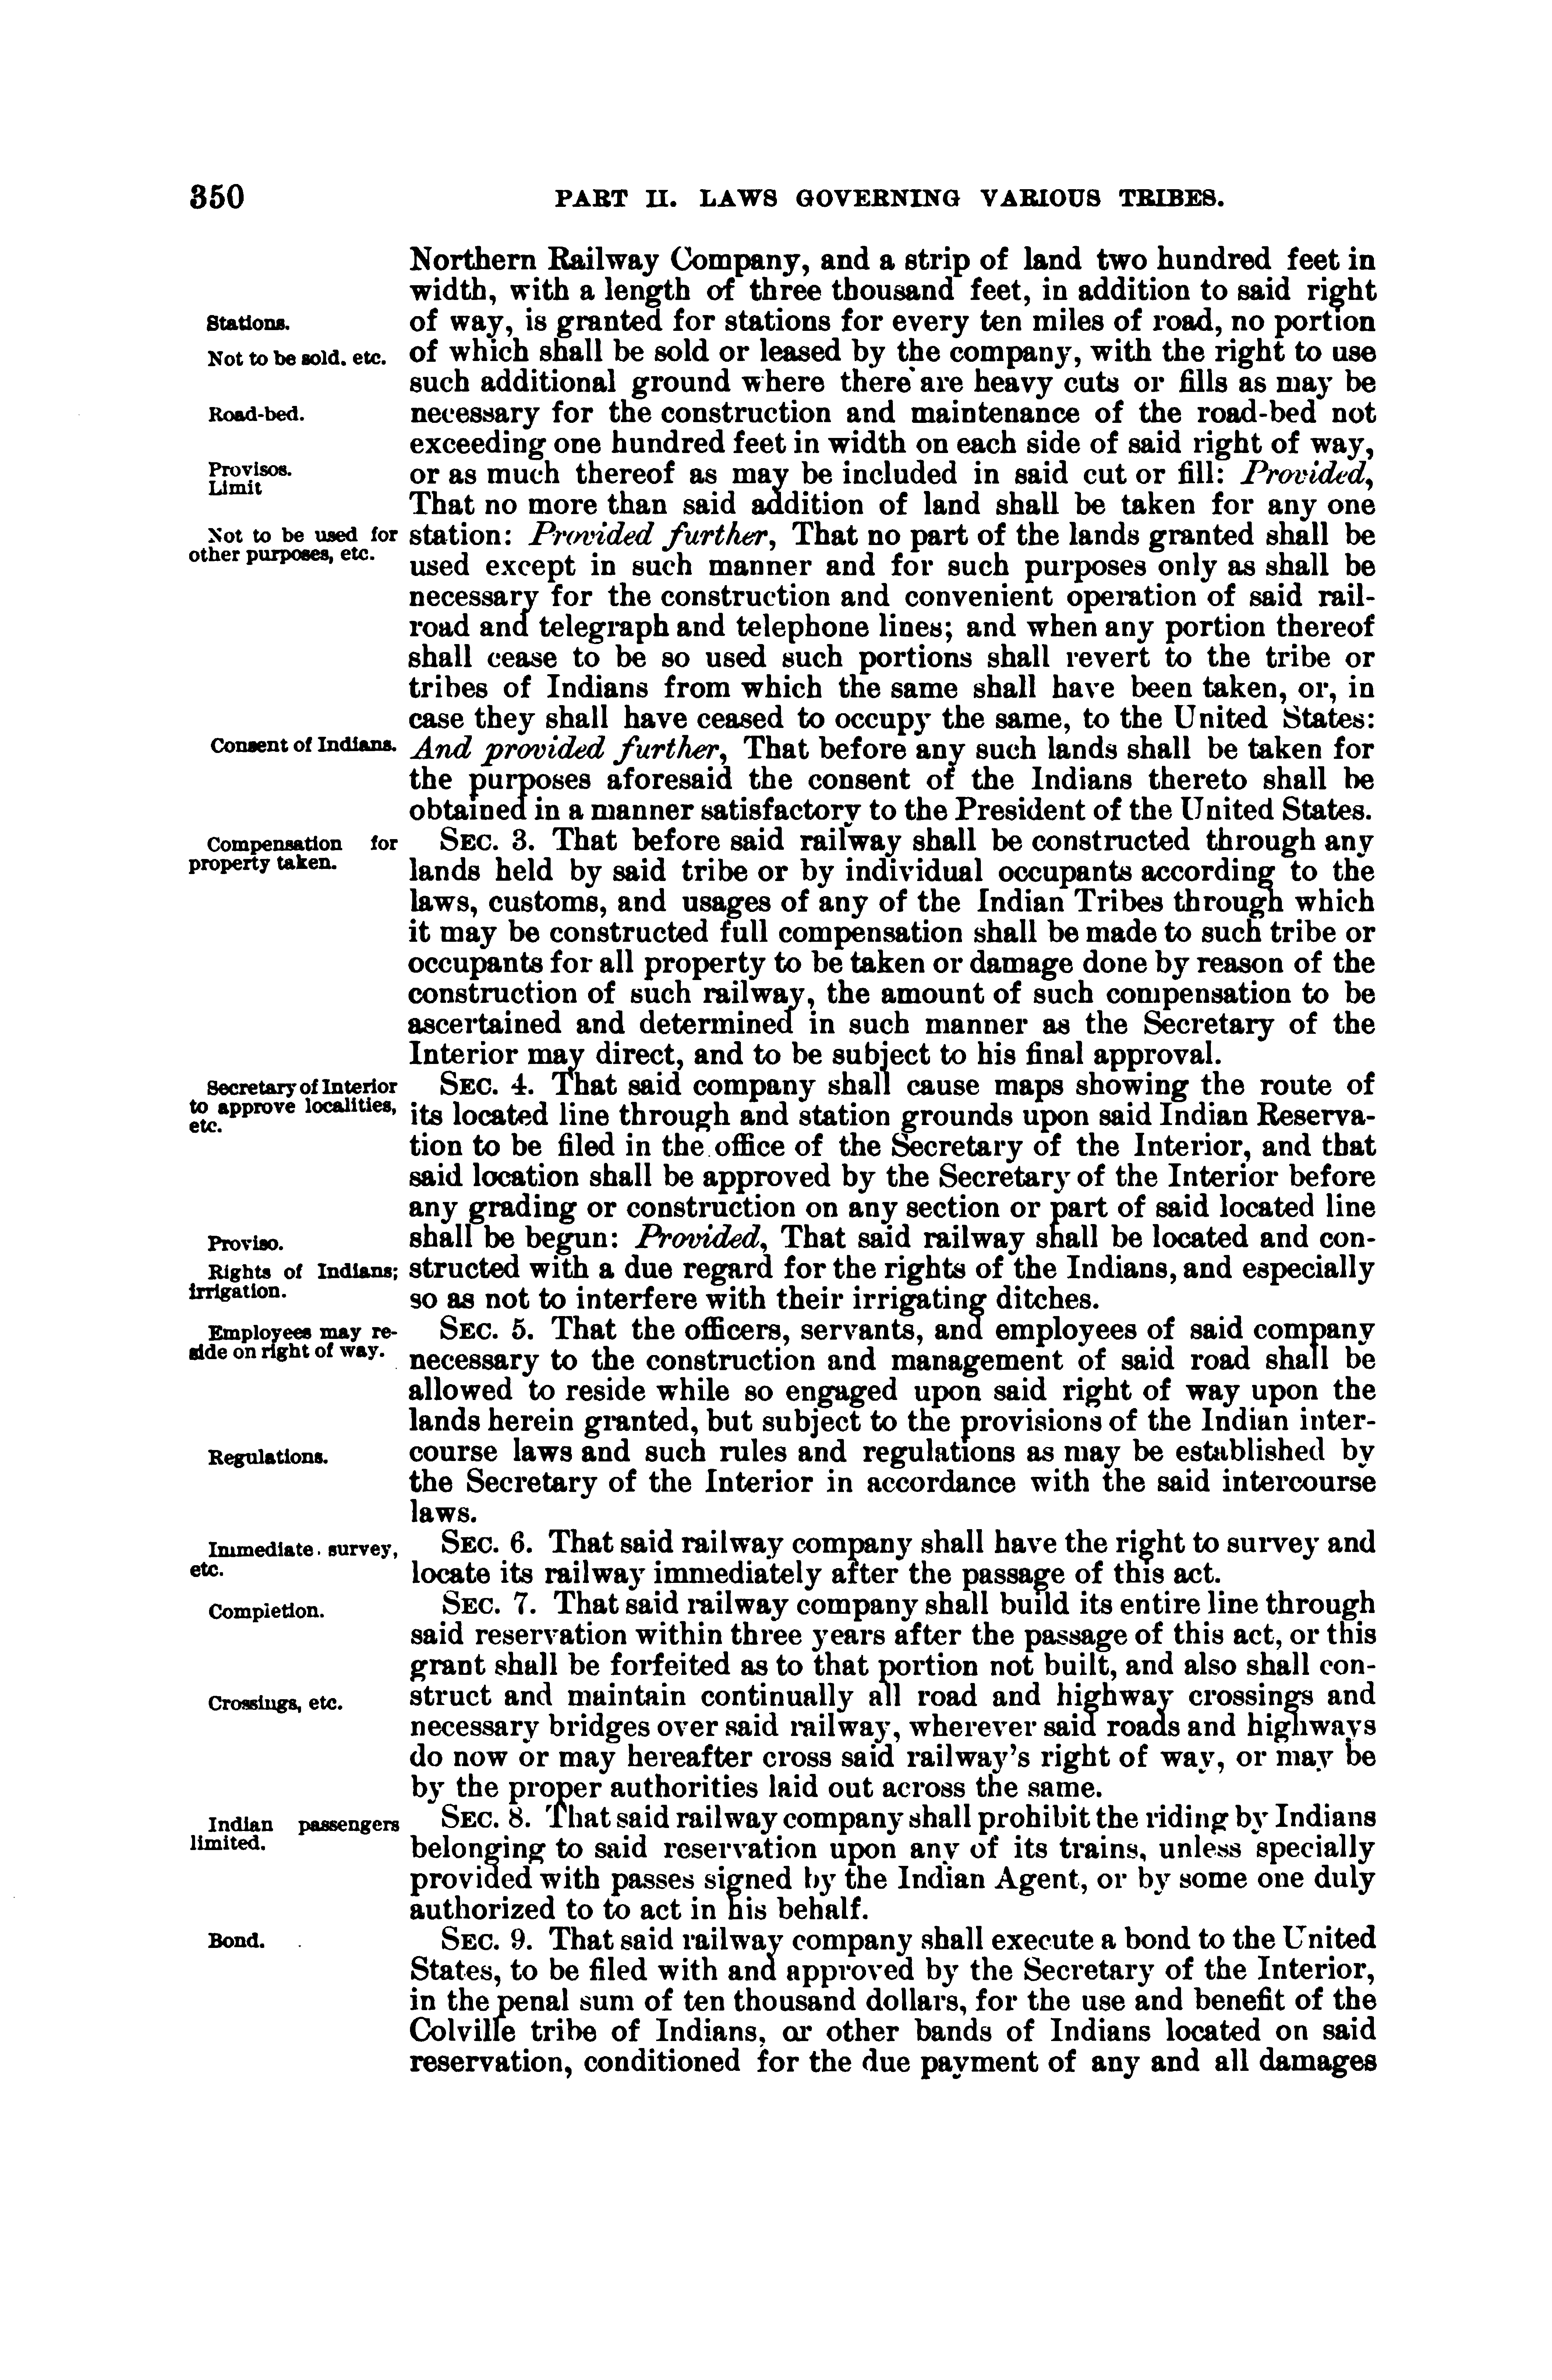 350
PART II. LAWS GOVERNING VARIOUS TRIBES.
Northern Railway Company, and a strip of land two hundred feet in
width, with a length of three thousand feet, in addition to said right
Stations.
of way, is granted for stations for every ten miles of road, no portion
Not to be sold, etc.
of which shall be sold or leased by the company, with the right to use
such additional ground where there are heavy cuts or fills as may be
Road-bed.
necessary for the construction and maintenance of the road-bed not
exceeding one hundred feet in width on each side of said right of way,
Provisos.
Limit
or as much thereof as may be included in said cut or fill: Provided,
That no more than said addition of land shall be taken for any one
Not to be used for
other purposes, etc.
station: Provided further, That no part of the lands granted shall be
used except in such manner and for such purposes only as shall be
necessary for the construction and convenient operation of said rail-
road and telegraph and telephone lines; and when any portion thereof
shall cease to be so used such portions shall revert to the tribe or
tribes of Indians from which the same shall have been taken, or, in
case they shall have ceased to occupy the same, to the United States:
Consent of Indians.
And provided further, That before any such lands shall be taken for
the purposes aforesaid the consent of the Indians thereto shall be
obtained in a manner satisfactory to the President of the United States.
Compensation for
property taken.
SEC. 3. That before said railway shall be constructed through any
lands held by said tribe or by individual occupants according to the
laws, customs, and usages of any of the Indian Tribes through which
it may be constructed full compensation shall be made to such tribe or
occupants for all property to be taken or damage done by reason of the
construction of such railway, the amount of such compensation to be
ascertained and determined in such manner as the Secretary of the
Interior may direct, and to be subject to his final approval.
Secretary of Interior
to approve localities,
etc.
SEC. 4. That said company shall cause maps showing the route of
its located line through and station grounds upon said Indian Reserva-
tion to be filed in the office of the Secretary of the Interior, and that
said location shall be approved by the Secretary of the Interior before
any grading or construction on any section or part of said located line
Proviso.
shall be begun: Provided, That said railway shall be located and con-
Rights of Indians;
irrigation.
structed with a due regard for the rights of the Indians, and especially
so as not to interfere with their irrigating ditches.
Employees may re-
side on right of way.
SEC. 5. That the officers, servants, and employees of said company
necessary to the construction and management of said road shall be
allowed to reside while so engaged upon said right of way upon the
lands herein granted, but subject to the provisions of the Indian inter-
Regulations.
course laws and such rules and regulations as may be established by
the Secretary of the Interior in accordance with the said intercourse
laws.
Immediate survey,
etc.
SEC. 6. That said railway company shall have the right to survey and
locate its railway immediately after the passage of this act.
Completion.
SEC. 7. That said railway company shall build its entire line through
said reservation within three years after the passage of this act, or this
grant shall be forfeited as to that portion not built, and also shall con-
Crossings, etc.
struct and maintain continually all road and highway crossings and
necessary bridges over said railway, wherever said roads and highways
do now or may hereafter cross said railway's right of way, or may be
by the proper authorities laid out across the same.
Indian passengers
limited.
SEC. 8. That said railway company shall prohibit the riding by Indians
belonging to said reservation upon any of its trains, unless specially
provided with passes signed by the Indian Agent, or by some one duly
authorized to to act in his behalf.
Bond.
SEC. 9. That said railway company shall execute a bond to the United
States, to be filed with and approved by the Secretary of the Interior,
in the penal sum of ten thousand dollars, for the use and benefit of the
Colville tribe of Indians, or other bands of Indians located on said
reservation, conditioned for the due payment of any and all damages